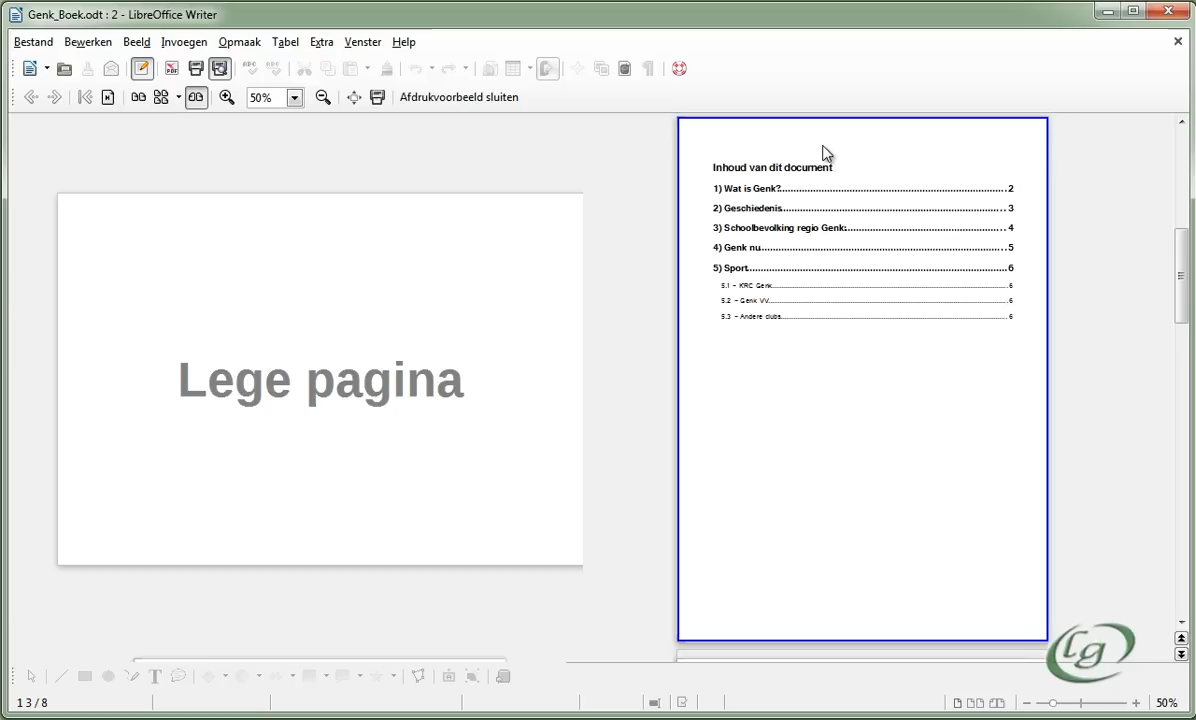 Genk_Boek.odt : 2 - LibreOffice Writer
Bestand Bewerken Beeld Invoegen Opmaak Tabel Extra Venster Help
50% Afdrukvoorbeeld sluiten
Lege pagina
Inhoud van dit document
1) Wat is Genk?.......... 2
2) Geschiedenis.......... 3
3) Schoolbevolking regio Genk:.......... 4
4) Genk nu.......... 5
5) Sport.......... 6
5.1 - KRC Genk.......... 6
5.2 - Genk VV.......... 6
5.3 - Andere clubs.......... 6
Lg
1 3 / 8
50%